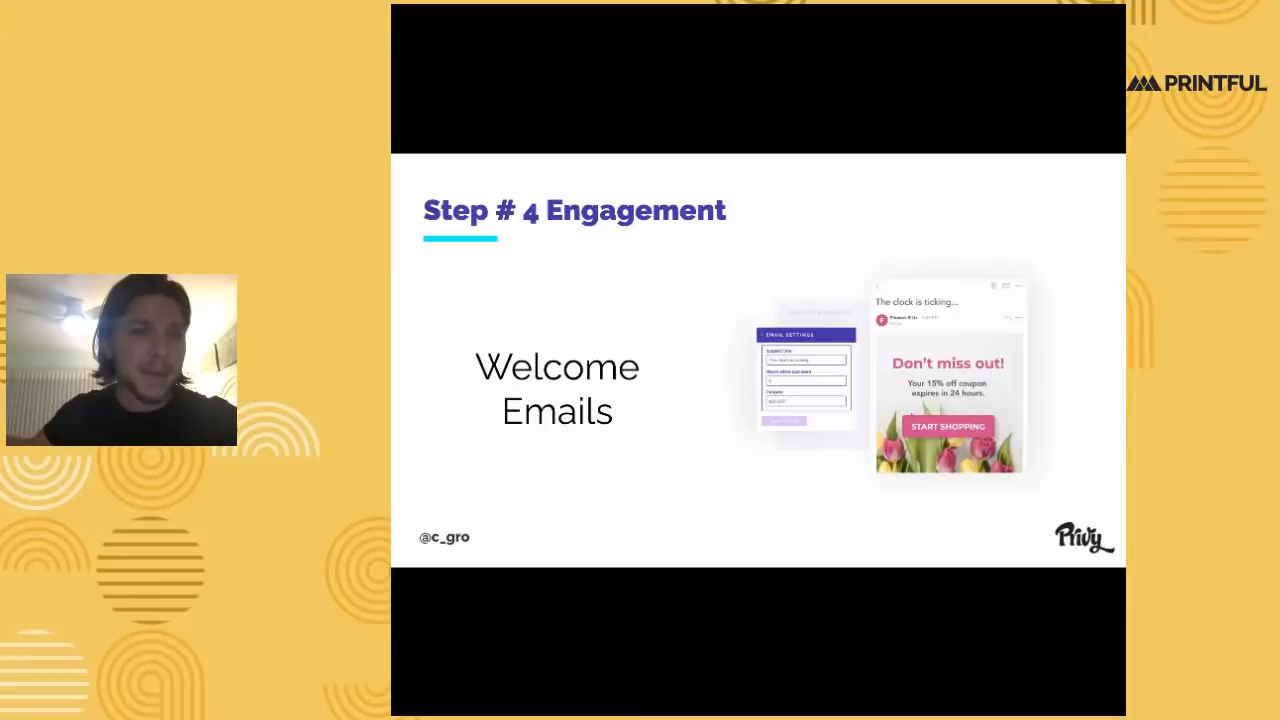 PRINTFUL
Step # 4 Engagement
Welcome
Emails
EMAIL SETTINGS
The clock is ticking...
Don't miss out!
Your 15% off coupon
expires in 24 hours.
START SHOPPING
@c_gro
Privy